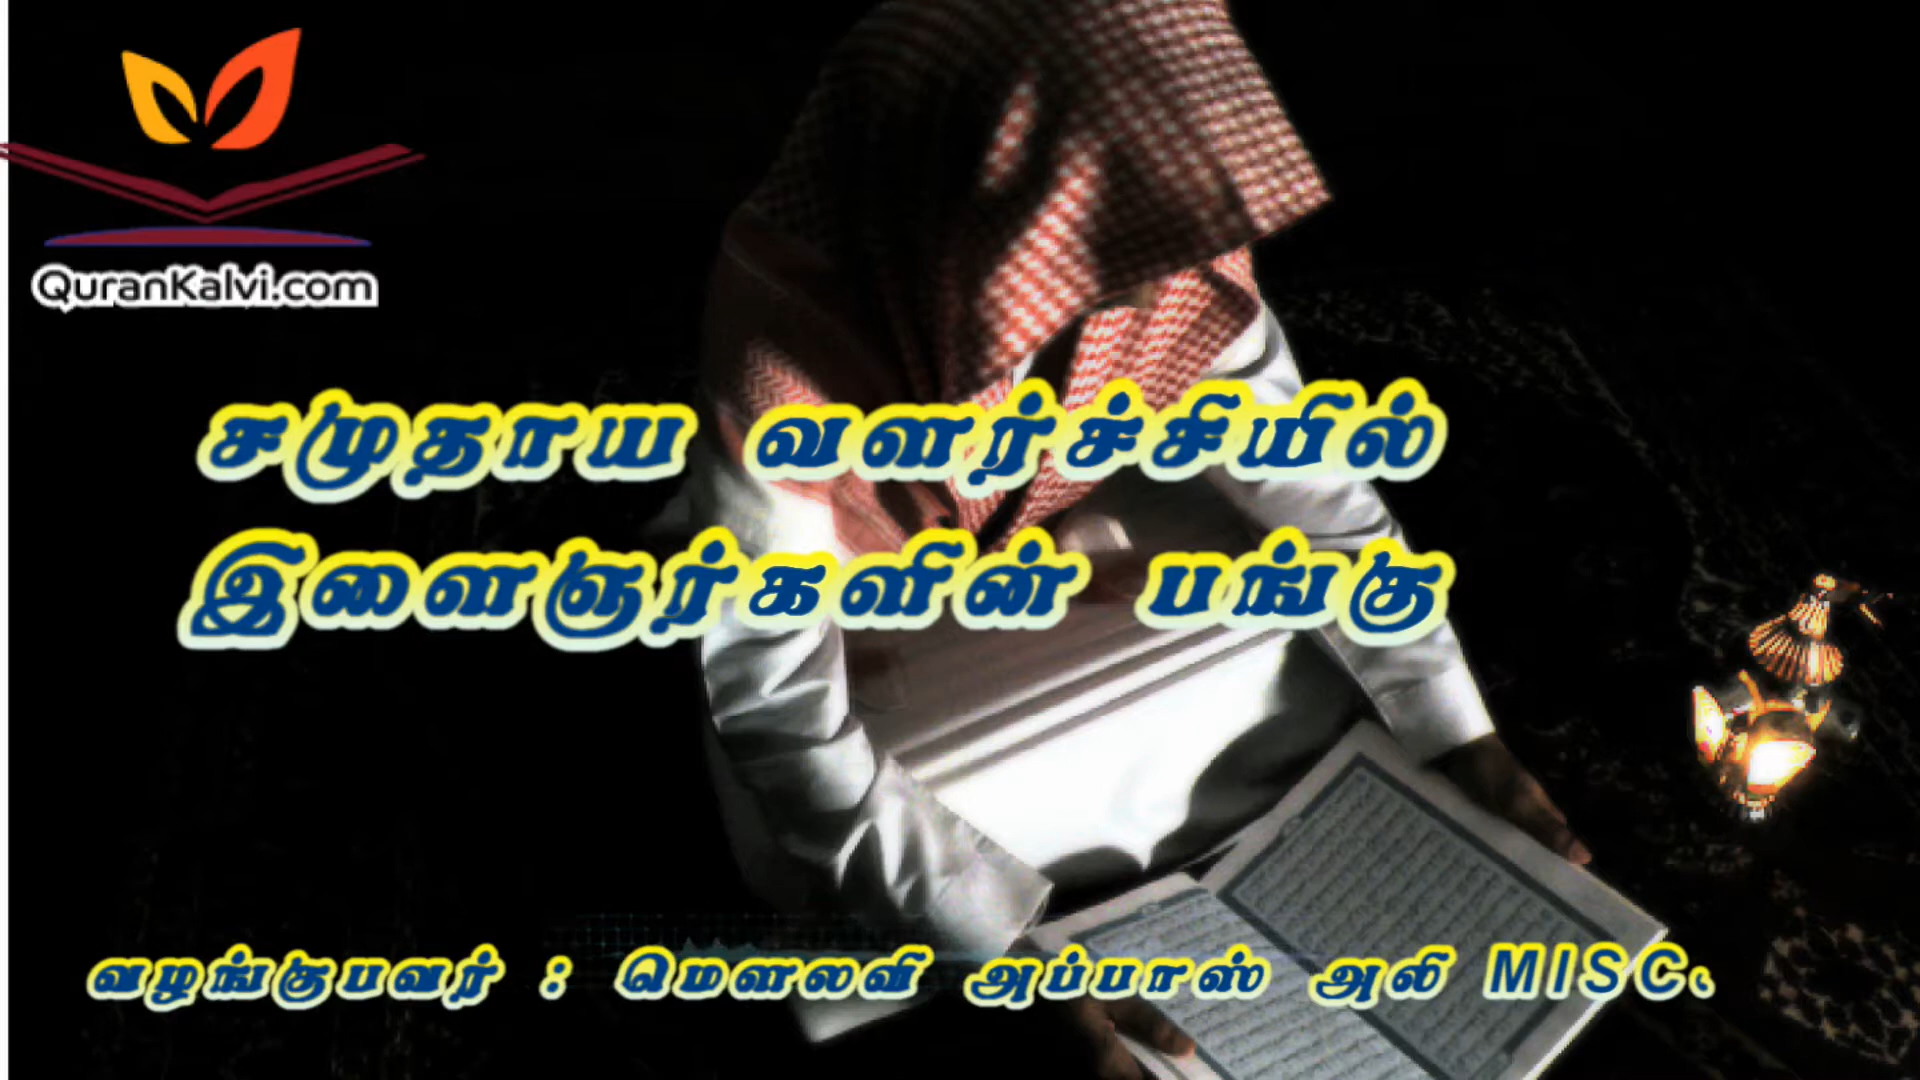 QuranKalvi.com
சமுதாய வளர்ச்சியில்
இளைஞர்களின் பங்கு
வழங்குபவர் : மௌலவி அப்பாஸ் அலி MISC.